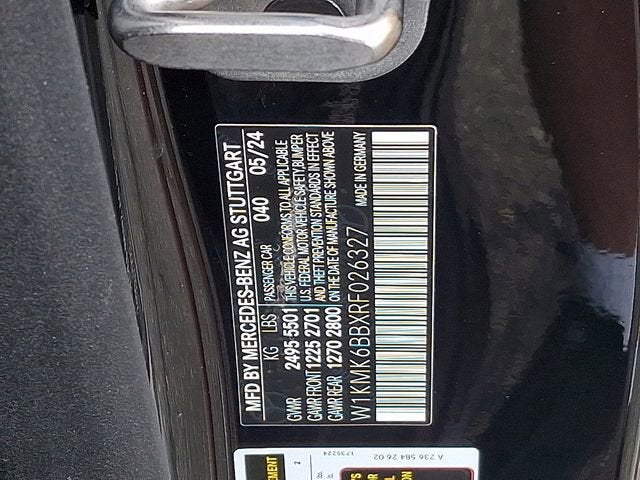 MFD BY MERCEDES-BENZ AG STUTTGART
KG LBS PASSENGER CAR 040 05/24
GVWR 2495 5501 THIS VEHICLE CONFORMS TO ALL APPLICABLE
GAWR FRONT 1225 2701 U.S. FEDERAL MOTOR VEHICLE SAFETY, BUMPER
GAWR REAR 1270 2800 AND THEFT PREVENTION STANDARDS IN EFFECT
ON THE DATE OF MANUFACTURE SHOWN ABOVE
W1KMK6BBXRF026327 MADE IN GERMANY
A 236 584 26 02